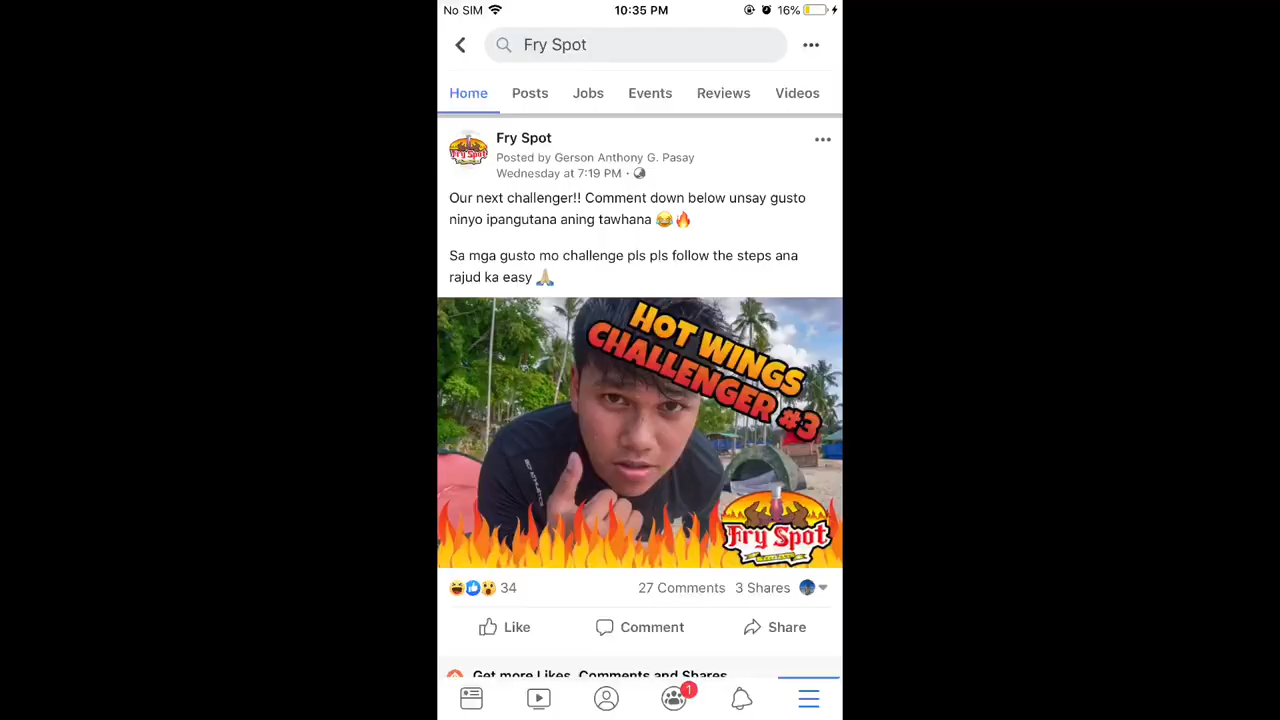 No SIM 10:35 PM 16%
Fry Spot
Home Posts Jobs Events Reviews Videos
Fry Spot
Posted by Gerson Anthony G. Pasay
Wednesday at 7:19 PM ·
Our next challenger!! Comment down below unsay gusto
ninyo ipangutana aning tawhana 😂🔥
Sa mga gusto mo challenge pls pls follow the steps ana
rajud ka easy 🙏🏼
HOT WINGS
CHALLENGER #3
Fry Spot
34 27 Comments 3 Shares
Like Comment Share
Get more Likes, Comments and Shares
1